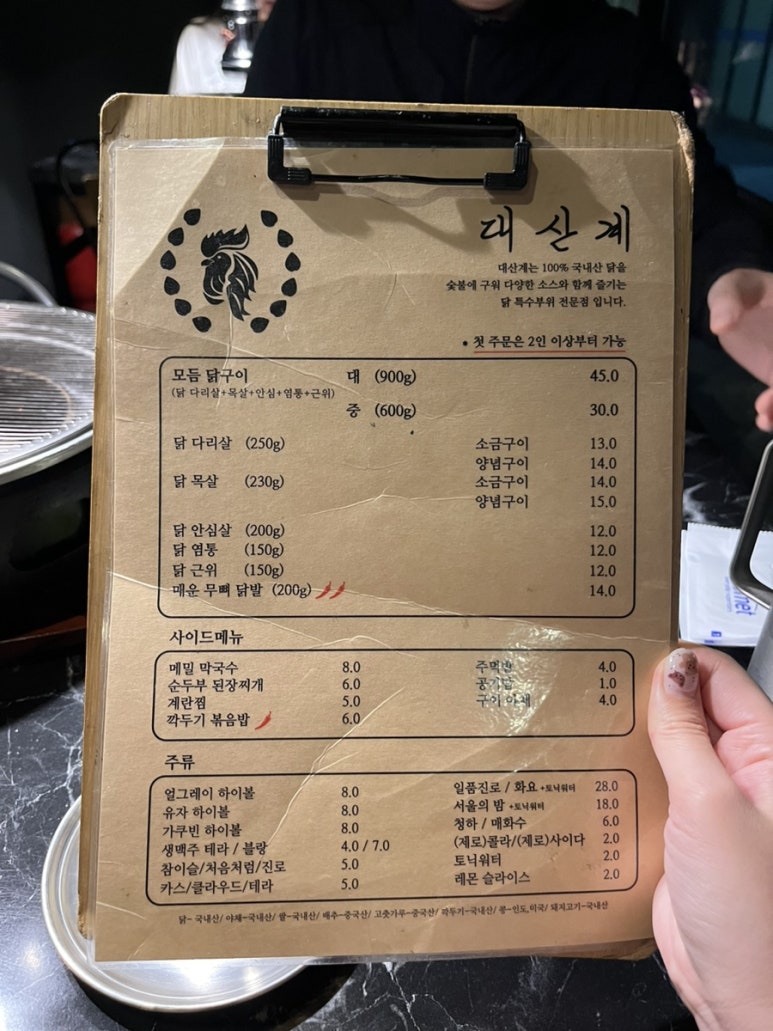 대산계
대산계는 100% 국내산 닭을
숯불에 구워 다양한 소스와 함께 즐기는
닭 특수부위 전문점 입니다.
• 첫 주문은 2인 이상부터 가능
모듬 닭구이 대 (900g) 45.0
(닭 다리살+목살+안심+염통+근위)
중 (600g) 30.0
닭 다리살 (250g) 소금구이 13.0
양념구이 14.0
닭 목살 (230g) 소금구이 14.0
양념구이 15.0
닭 안심살 (200g) 12.0
닭 염통 (150g) 12.0
닭 근위 (150g) 12.0
매운 무뼈 닭발 (200g) 14.0
사이드메뉴
메밀 막국수 8.0 주먹밥 4.0
순두부 된장찌개 6.0 공기밥 1.0
계란찜 5.0 구이 야채 4.0
깍두기 볶음밥 6.0
주류
얼그레이 하이볼 8.0 일품진로 / 화요 +토닉워터 28.0
유자 하이볼 8.0 서울의 밤 +토닉워터 18.0
가쿠빈 하이볼 8.0 청하 / 매화수 6.0
생맥주 테라 / 블랑 4.0 / 7.0 (제로)콜라/(제로)사이다 2.0
참이슬/처음처럼/진로 5.0 토닉워터 2.0
카스/클라우드/테라 5.0 레몬 슬라이스 2.0
닭- 국내산/ 야채-국내산/ 쌀-국내산/ 배추-중국산/ 고춧가루-중국산/ 깍두기-국내산/ 콩-인도,미국/ 돼지고기-국내산